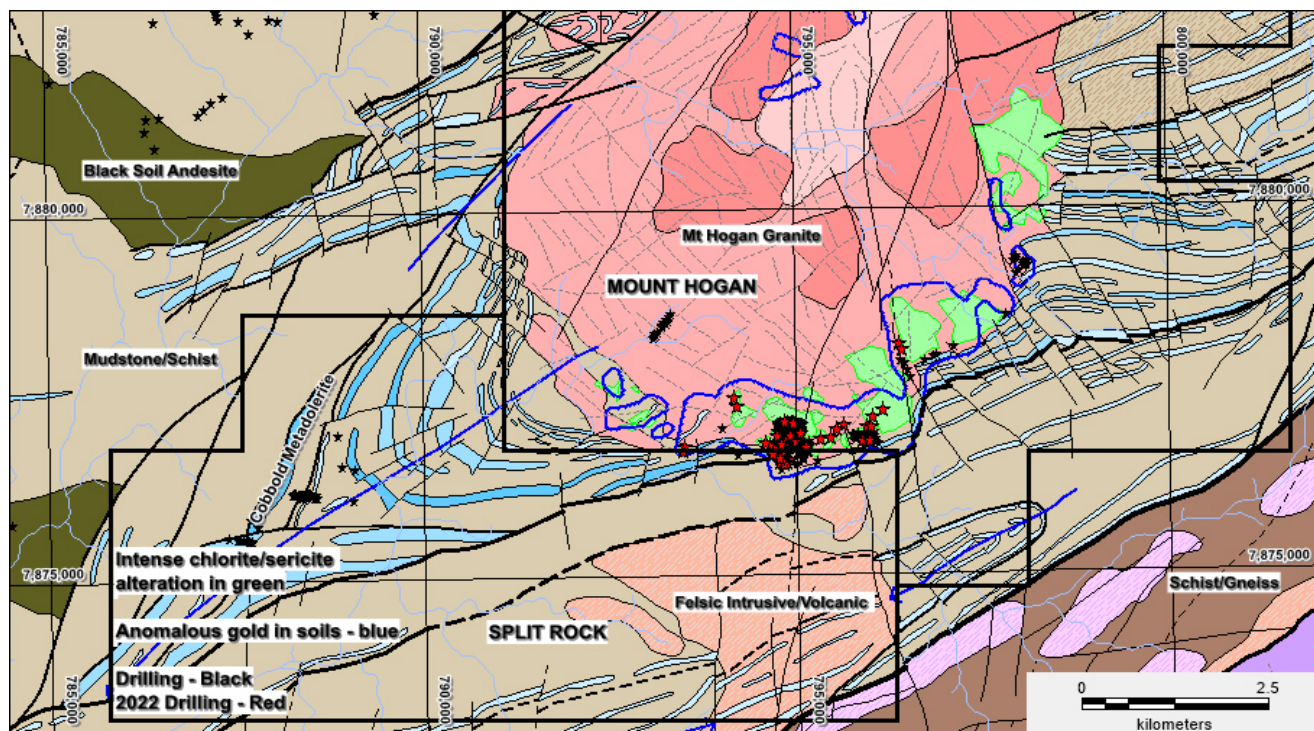 785,000
790,000
795,000
800,000
Black Soil Andesite
7,880,000
7,880,000
Mt Hogan Granite
MOUNT HOGAN
Mudstone/Schist
Cobbold Metadolerite
Intense chlorite/sericite
alteration in green
7,875,000
Schist/Gneiss
Felsic Intrusive/Volcanic
Anomalous gold in soils - blue
SPLIT ROCK
Drilling - Black
2022 Drilling - Red
785,000
790,000
795,000
0
2.5
kilometers